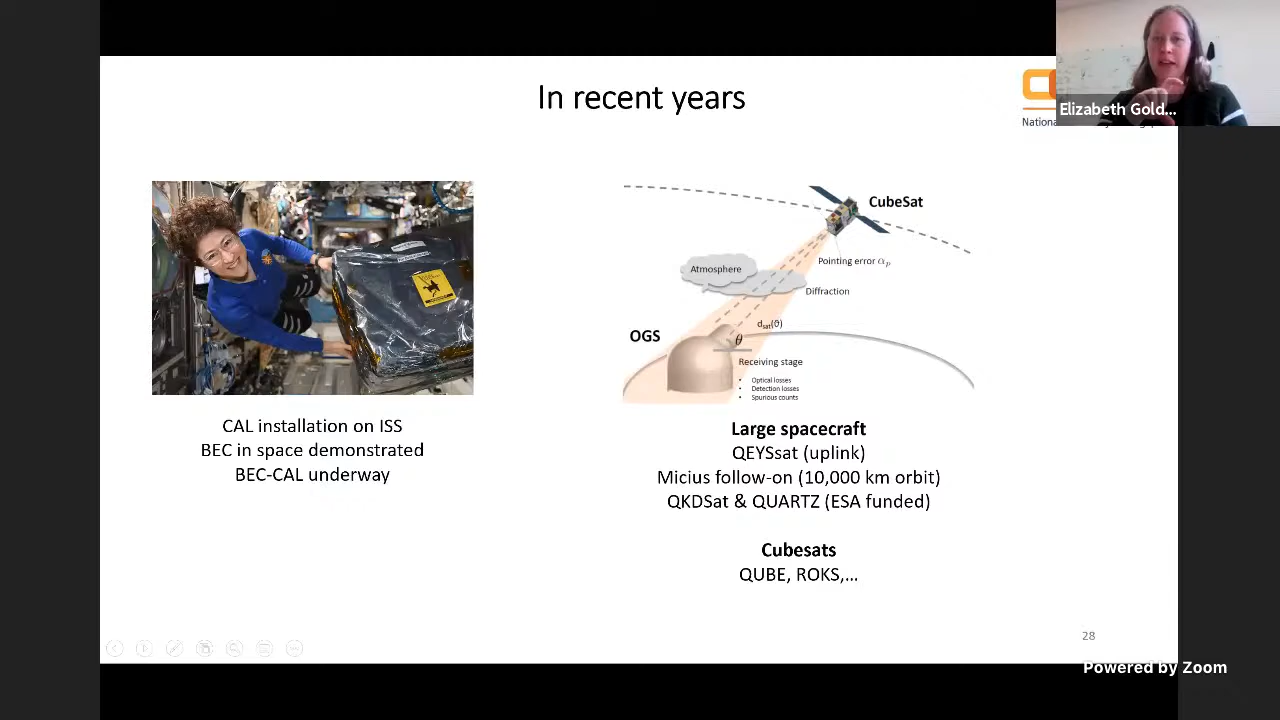 In recent years
Elizabeth Gold...
CubeSat
Atmosphere
Pointing error αp
Diffraction
OGS
dsat(θ)
θ
Receiving stage
• Optical losses
• Detection losses
• Spurious counts
CAL installation on ISS
BEC in space demonstrated
BEC-CAL underway
Large spacecraft
QEYSsat (uplink)
Micius follow-on (10,000 km orbit)
QKDSat & QUARTZ (ESA funded)
Cubesats
QUBE, ROKS,...
28
Powered by Zoom